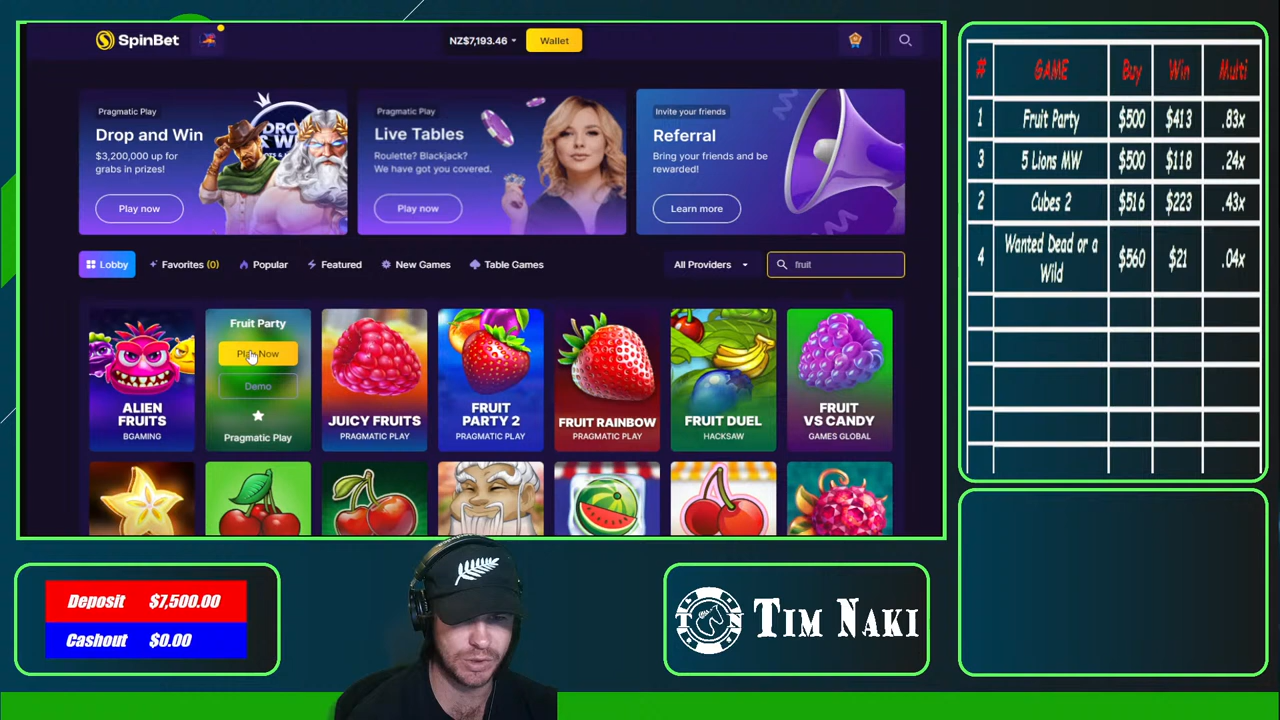 SpinBet
NZ$7,193.46
Wallet
Pragmatic Play
Drop and Win
$3,200,000 up for
grabs in prizes!
Play now
Pragmatic Play
Live Tables
Roulette? Blackjack?
We have got you covered.
Play now
Invite your friends
Referral
Bring your friends and be
rewarded!
Learn more
Lobby
Favorites (0)
Popular
Featured
New Games
Table Games
All Providers
fruit
ALIEN
FRUITS
BGAMING
Fruit Party
Play Now
Demo
Pragmatic Play
JUICY FRUITS
PRAGMATIC PLAY
FRUIT
PARTY 2
PRAGMATIC PLAY
FRUIT RAINBOW
PRAGMATIC PLAY
FRUIT DUEL
HACKSAW
FRUIT
VS CANDY
GAMES GLOBAL
# GAME Buy Win Multi
1 Fruit Party $500 $413 .83x
3 5 Lions MW $500 $118 .24x
2 Cubes 2 $516 $223 .43x
4 Wanted Dead or a
Wild $560 $21 .04x
Deposit $7,500.00
Cashout $0.00
TIM NAKI